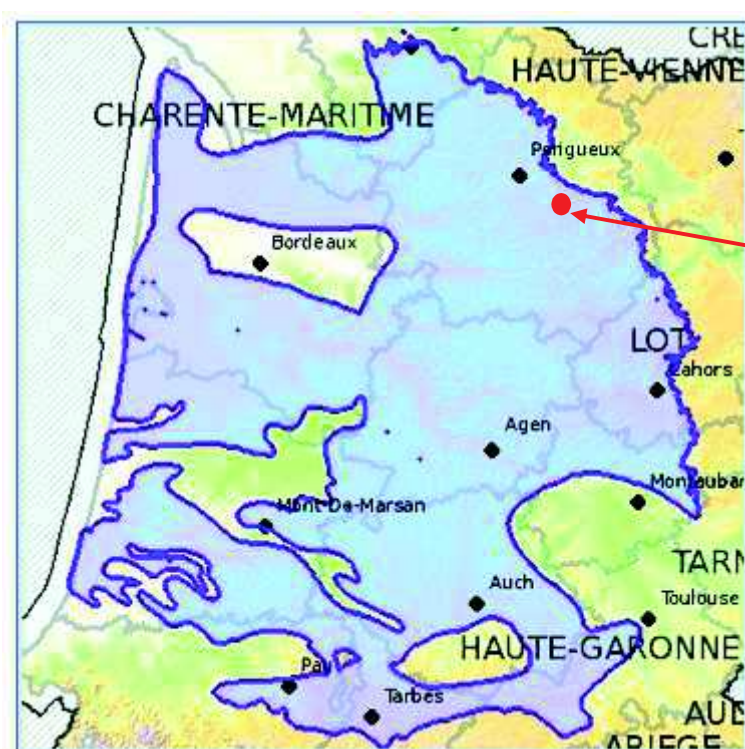 CRE
HAUTE-VIENNE
CHARENTE-MARITIME
Périgueux
Bordeaux
LOT
Cahors
Agen
Montauban
Mont-De-Marsan
TARN
Auch
Toulouse
HAUTE-GARONNE
Pau
Tarbes
AUD
ARIEGE